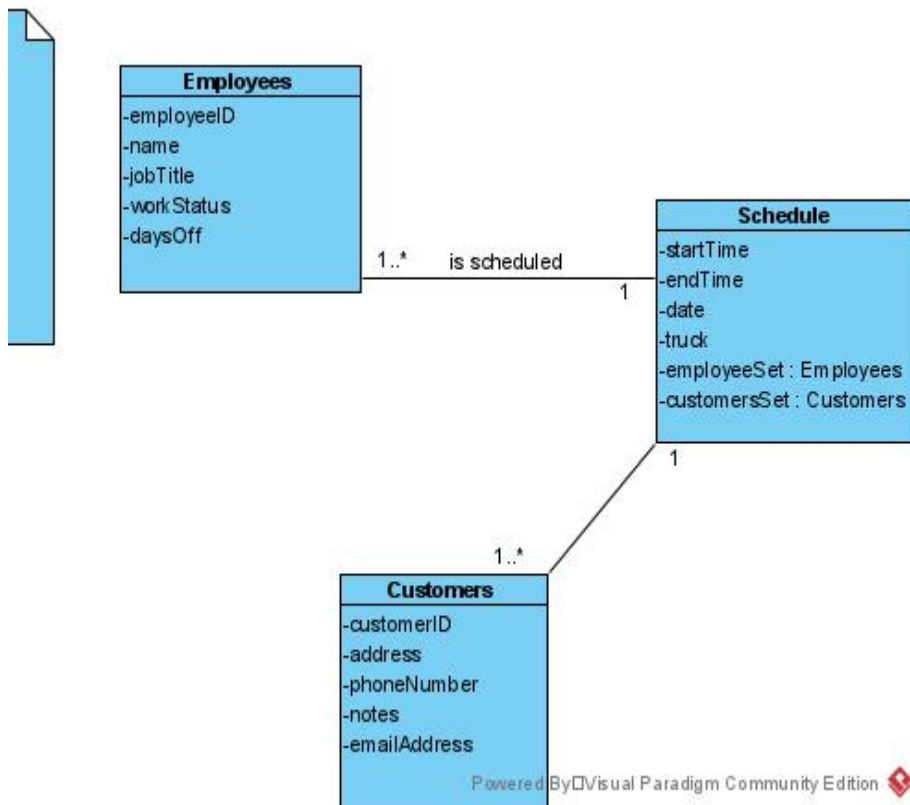 Employees
-employeeID
-name
-jobTitle
-workStatus
-daysOff
1..* is scheduled
1
Schedule
-startTime
-endTime
-date
-truck
-employeeSet : Employees
-customersSet : Customers
1
1..*
Customers
-customerID
-address
-phoneNumber
-notes
-emailAddress
Powered By□Visual Paradigm Community Edition